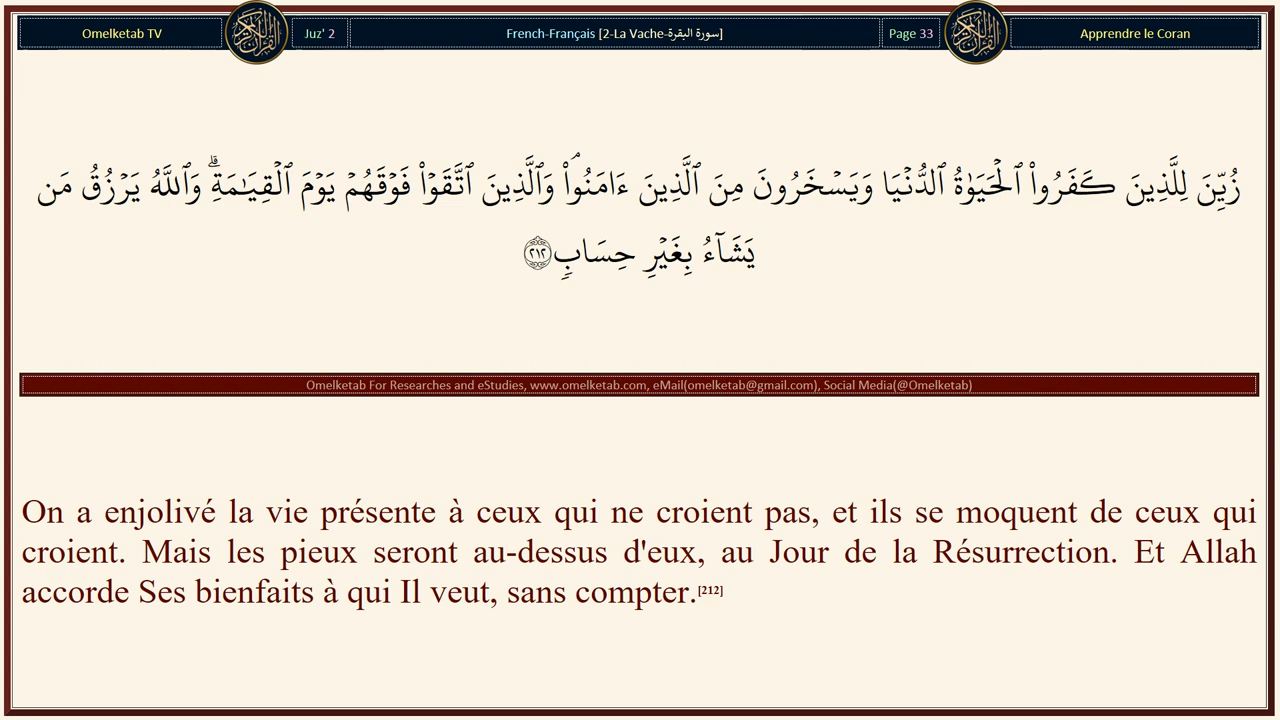 Omelketab TV
Juz' 2
French-Français [2-La Vache-سورة البقرة]
Page 33
Apprendre le Coran
زُيِّنَ لِلَّذِينَ كَفَرُواْ ٱلۡحَيَوٰةُ ٱلدُّنۡيَا وَيَسۡخَرُونَ مِنَ ٱلَّذِينَ ءَامَنُواْۘ وَٱلَّذِينَ ٱتَّقَوۡاْ فَوۡقَهُمۡ يَوۡمَ ٱلۡقِيَٰمَةِۗ وَٱللَّهُ يَرۡزُقُ مَن
يَشَآءُ بِغَيۡرِ حِسَابٖ ٢١٢
Omelketab For Researches and eStudies, www.omelketab.com, eMail(omelketab@gmail.com), Social Media(@Omelketab)
On a enjolivé la vie présente à ceux qui ne croient pas, et ils se moquent de ceux qui
croient. Mais les pieux seront au-dessus d'eux, au Jour de la Résurrection. Et Allah
accorde Ses bienfaits à qui Il veut, sans compter.[212]